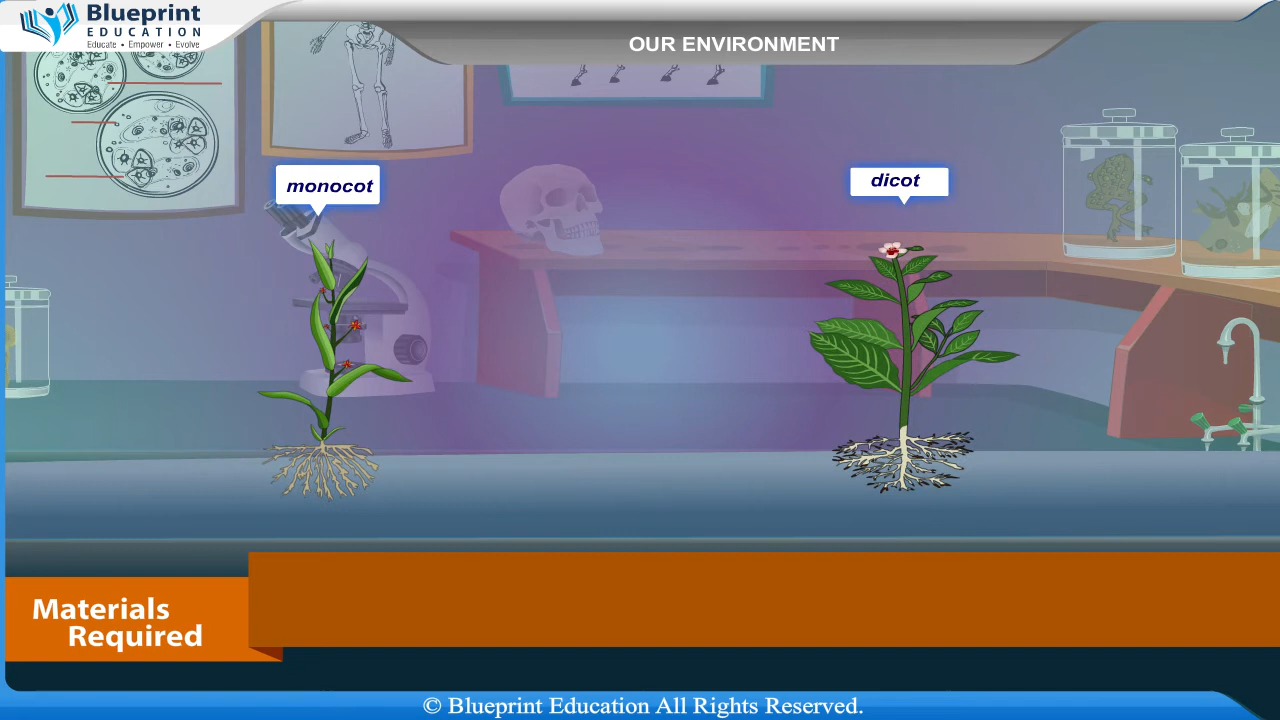 Blueprint
EDUCATION
Educate • Empower • Evolve
OUR ENVIRONMENT
monocot
dicot
Materials
Required
© Blueprint Education All Rights Reserved.